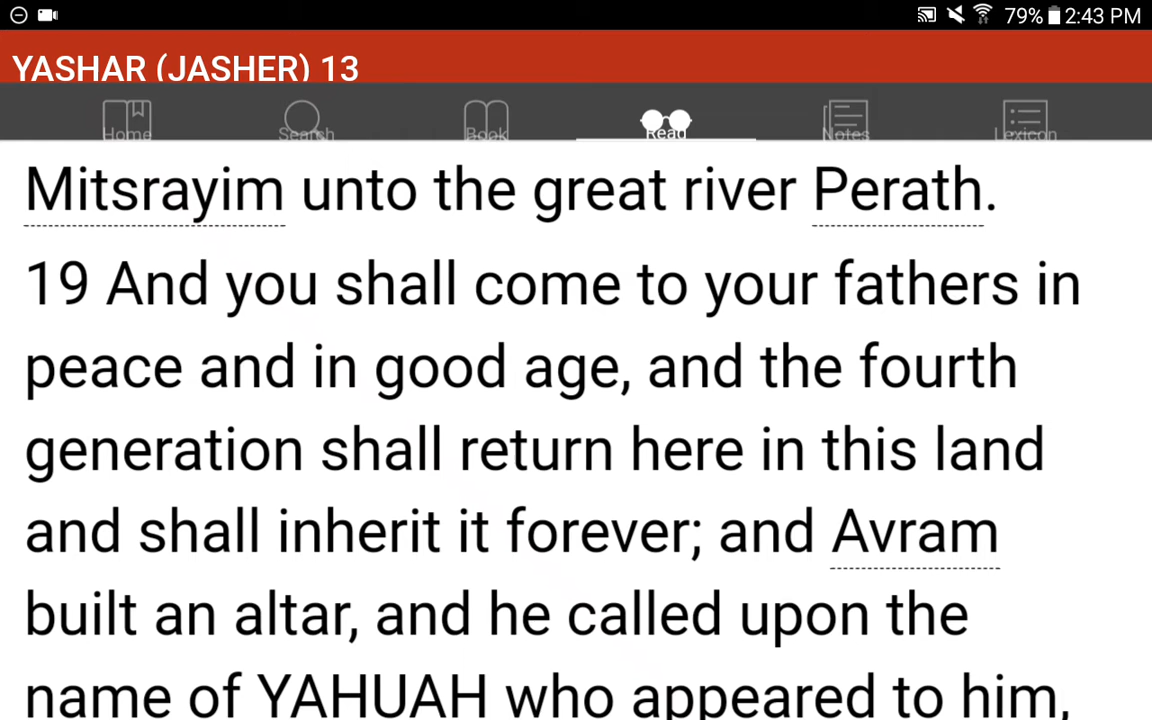 79% 2:43 PM
YASHAR (JASHER) 13
Home Search Book Read Notes Lexicon
Mitsrayim unto the great river Perath.
19 And you shall come to your fathers in
peace and in good age, and the fourth
generation shall return here in this land
and shall inherit it forever; and Avram
built an altar, and he called upon the
name of YAHUAH who appeared to him,